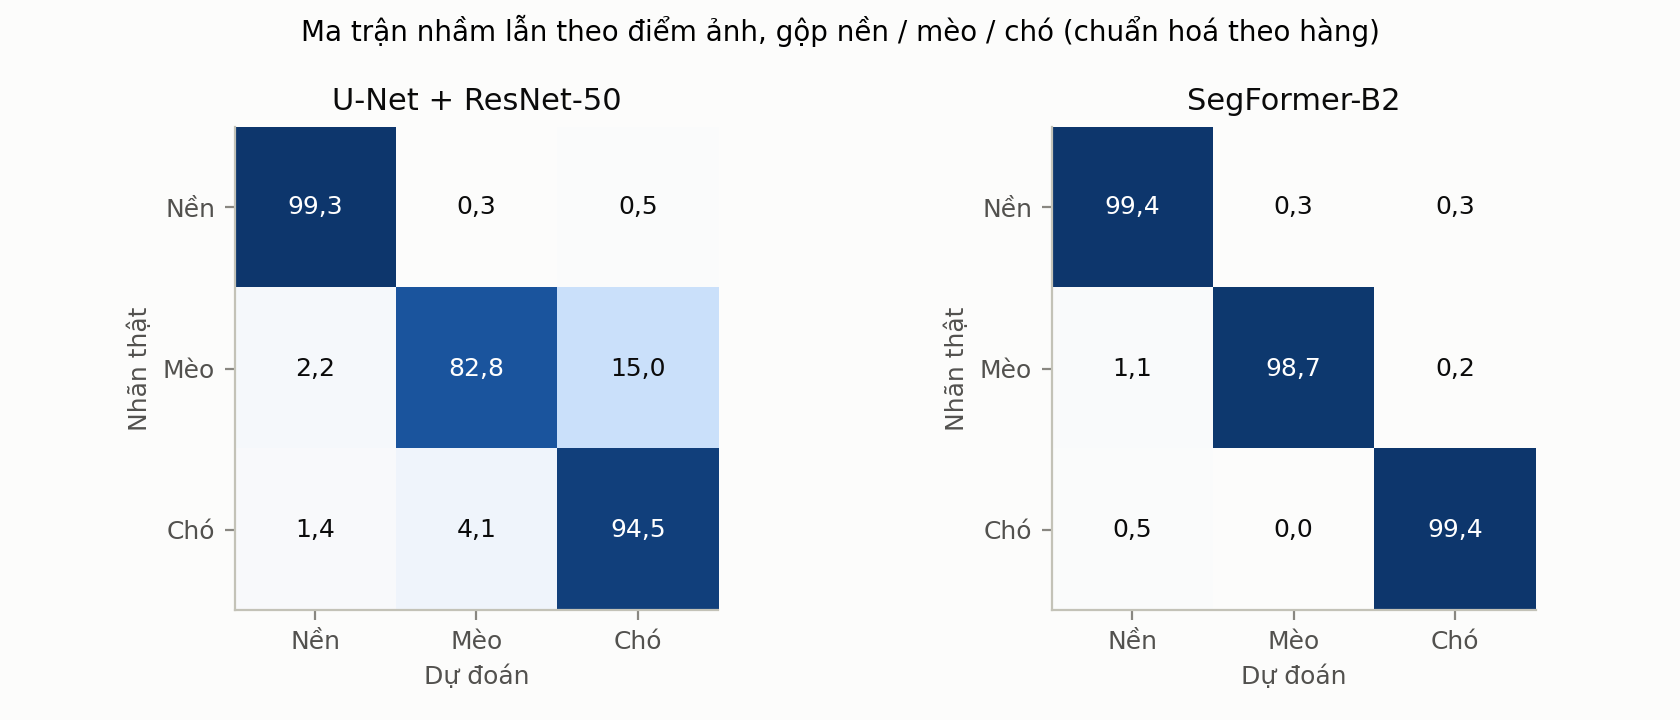 Ma trận nhầm lẫn theo điểm ảnh, gộp nền / mèo / chó (chuẩn hoá theo hàng)
U-Net + ResNet-50
Nhãn thật
Nền 99,3 0,3 0,5
Mèo 2,2 82,8 15,0
Chó 1,4 4,1 94,5
Nền Mèo Chó
Dự đoán
SegFormer-B2
Nhãn thật
Nền 99,4 0,3 0,3
Mèo 1,1 98,7 0,2
Chó 0,5 0,0 99,4
Nền Mèo Chó
Dự đoán